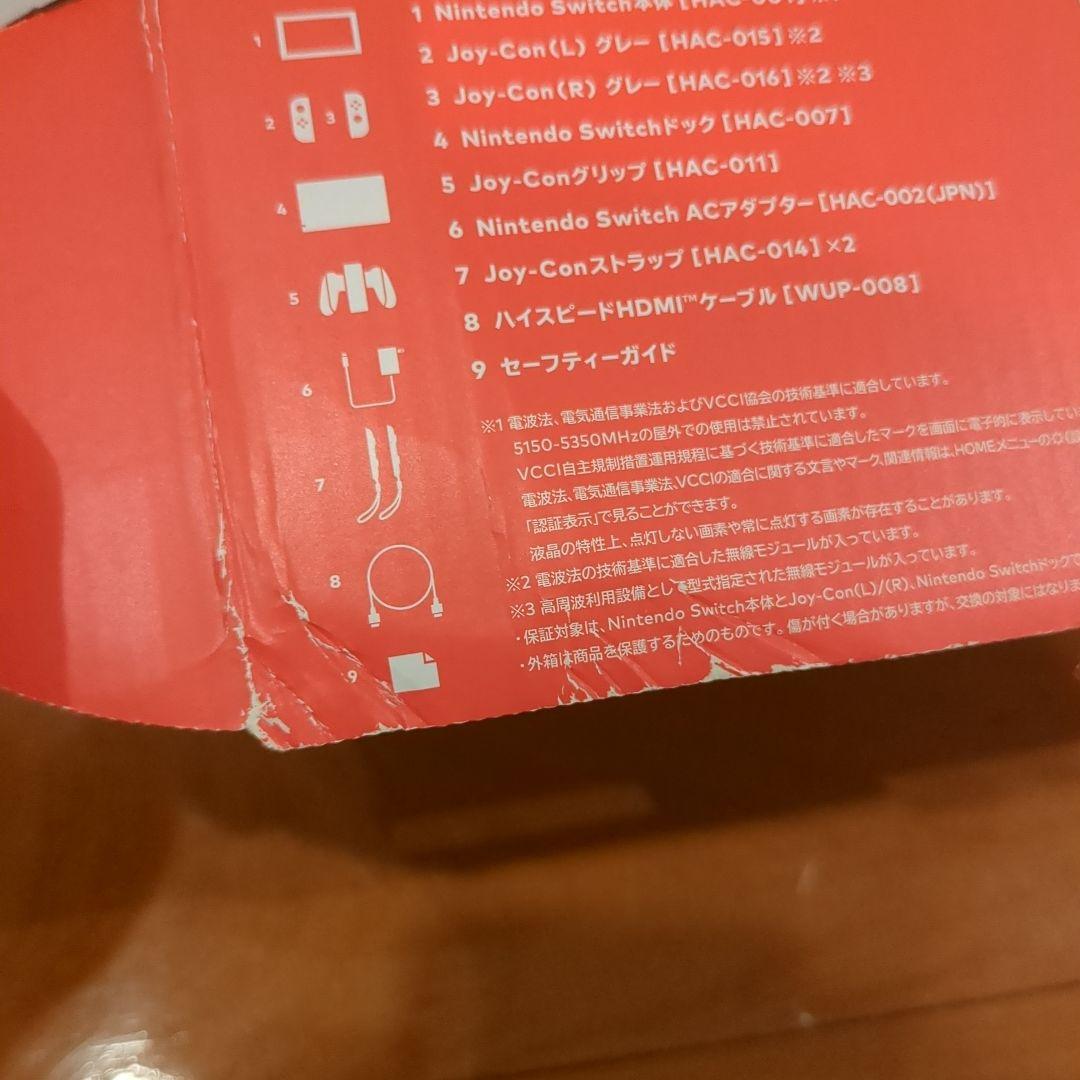 1 Nintendo Switch本体
2 Joy-Con(L) グレー [HAC-015]※2
3 Joy-Con(R) グレー [HAC-016]※2 ※3
4 Nintendo Switchドック [HAC-007]
5 Joy-Conグリップ [HAC-011]
6 Nintendo Switch ACアダプター [HAC-002(JPN)]
7 Joy-Conストラップ [HAC-014] ×2
8 ハイスピードHDMI™ケーブル [WUP-008]
9 セーフティーガイド
1
2
3
4
5
6
7
8
9
※1 電波法、電気通信事業法およびVCCI協会の技術基準に適合しています。
5150-5350MHzの屋外での使用は禁止されています。
VCCI自主規制措置運用規程に基づく技術基準に適合したマークを画面に電子的に表示してい
電波法、電気通信事業法、VCCIの適合に関する文言やマーク、関連情報は、HOMEメニューの
「認証表示」で見ることができます。
液晶の特性上、点灯しない画素や常に点灯する画素が存在することがあります。
※2 電波法の技術基準に適合した無線モジュールが入っています。
※3 高周波利用設備として型式指定された無線モジュールが入っています。
・保証対象は、Nintendo Switch本体とJoy-Con(L)/(R)、Nintendo Switchドックで
・外箱は商品を保護するためのものです。傷が付く場合がありますが、交換の対象にはなりま